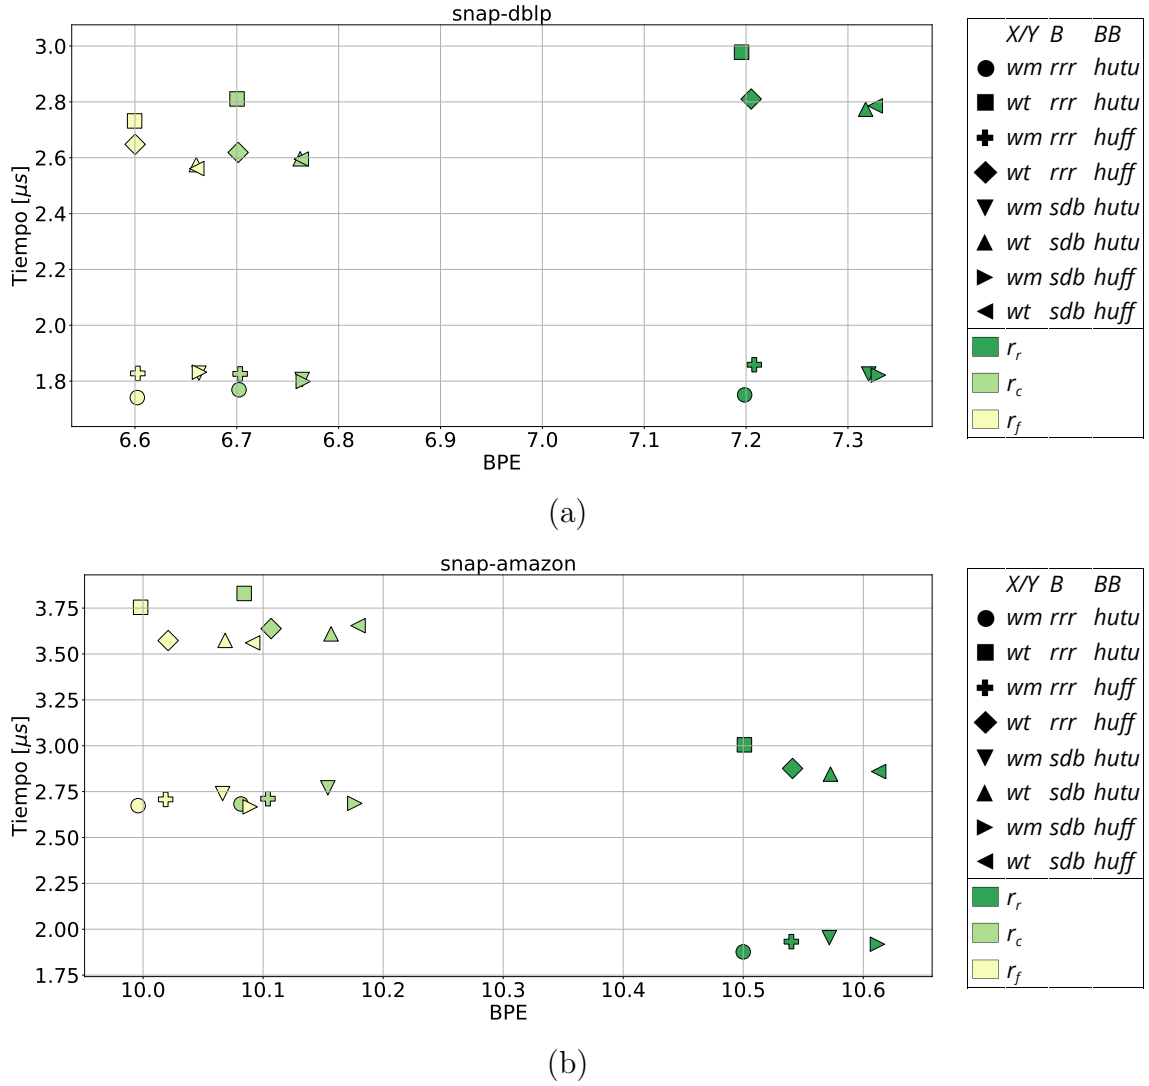 snap-dblp
Tiempo [μs]
3.0
2.8
2.6
2.4
2.2
2.0
1.8
6.6 6.7 6.8 6.9 7.0 7.1 7.2 7.3
BPE
X/Y B BB
wm rrr hutu
wt rrr hutu
wm rrr huff
wt rrr huff
wm sdb hutu
wt sdb hutu
wm sdb huff
wt sdb huff
r_r
r_c
r_f
(a)
snap-amazon
Tiempo [μs]
3.75
3.50
3.25
3.00
2.75
2.50
2.25
2.00
1.75
10.0 10.1 10.2 10.3 10.4 10.5 10.6
BPE
X/Y B BB
wm rrr hutu
wt rrr hutu
wm rrr huff
wt rrr huff
wm sdb hutu
wt sdb hutu
wm sdb huff
wt sdb huff
r_r
r_c
r_f
(b)